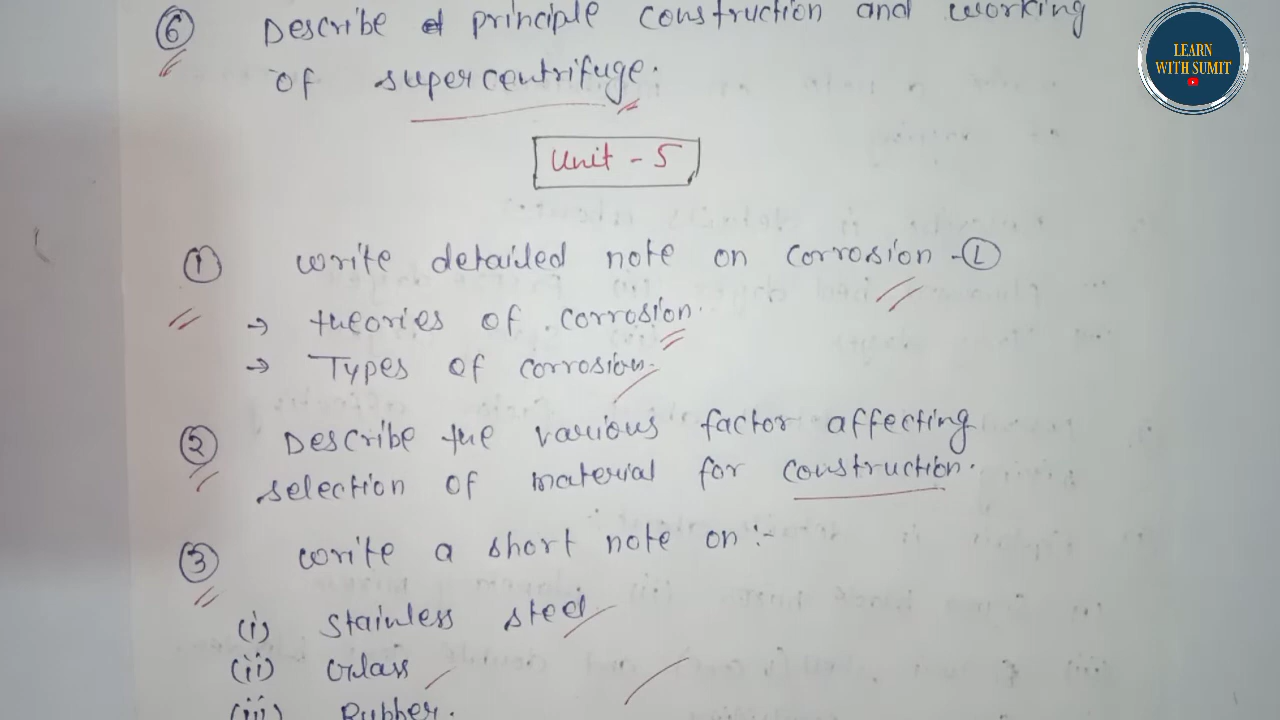 ⑥ Describe principle construction and working
of supercentrifuge.
LEARN
WITH SUMIT
Unit - 5
① write detailed note on corrosion - Ⓛ
→ theories of corrosion.
→ Types of corrosion.
② Describe the various factor affecting
selection of material for construction.
③ write a short note on :-
(i) Stainless steel
(ii) Glass
(iii) Rubber.